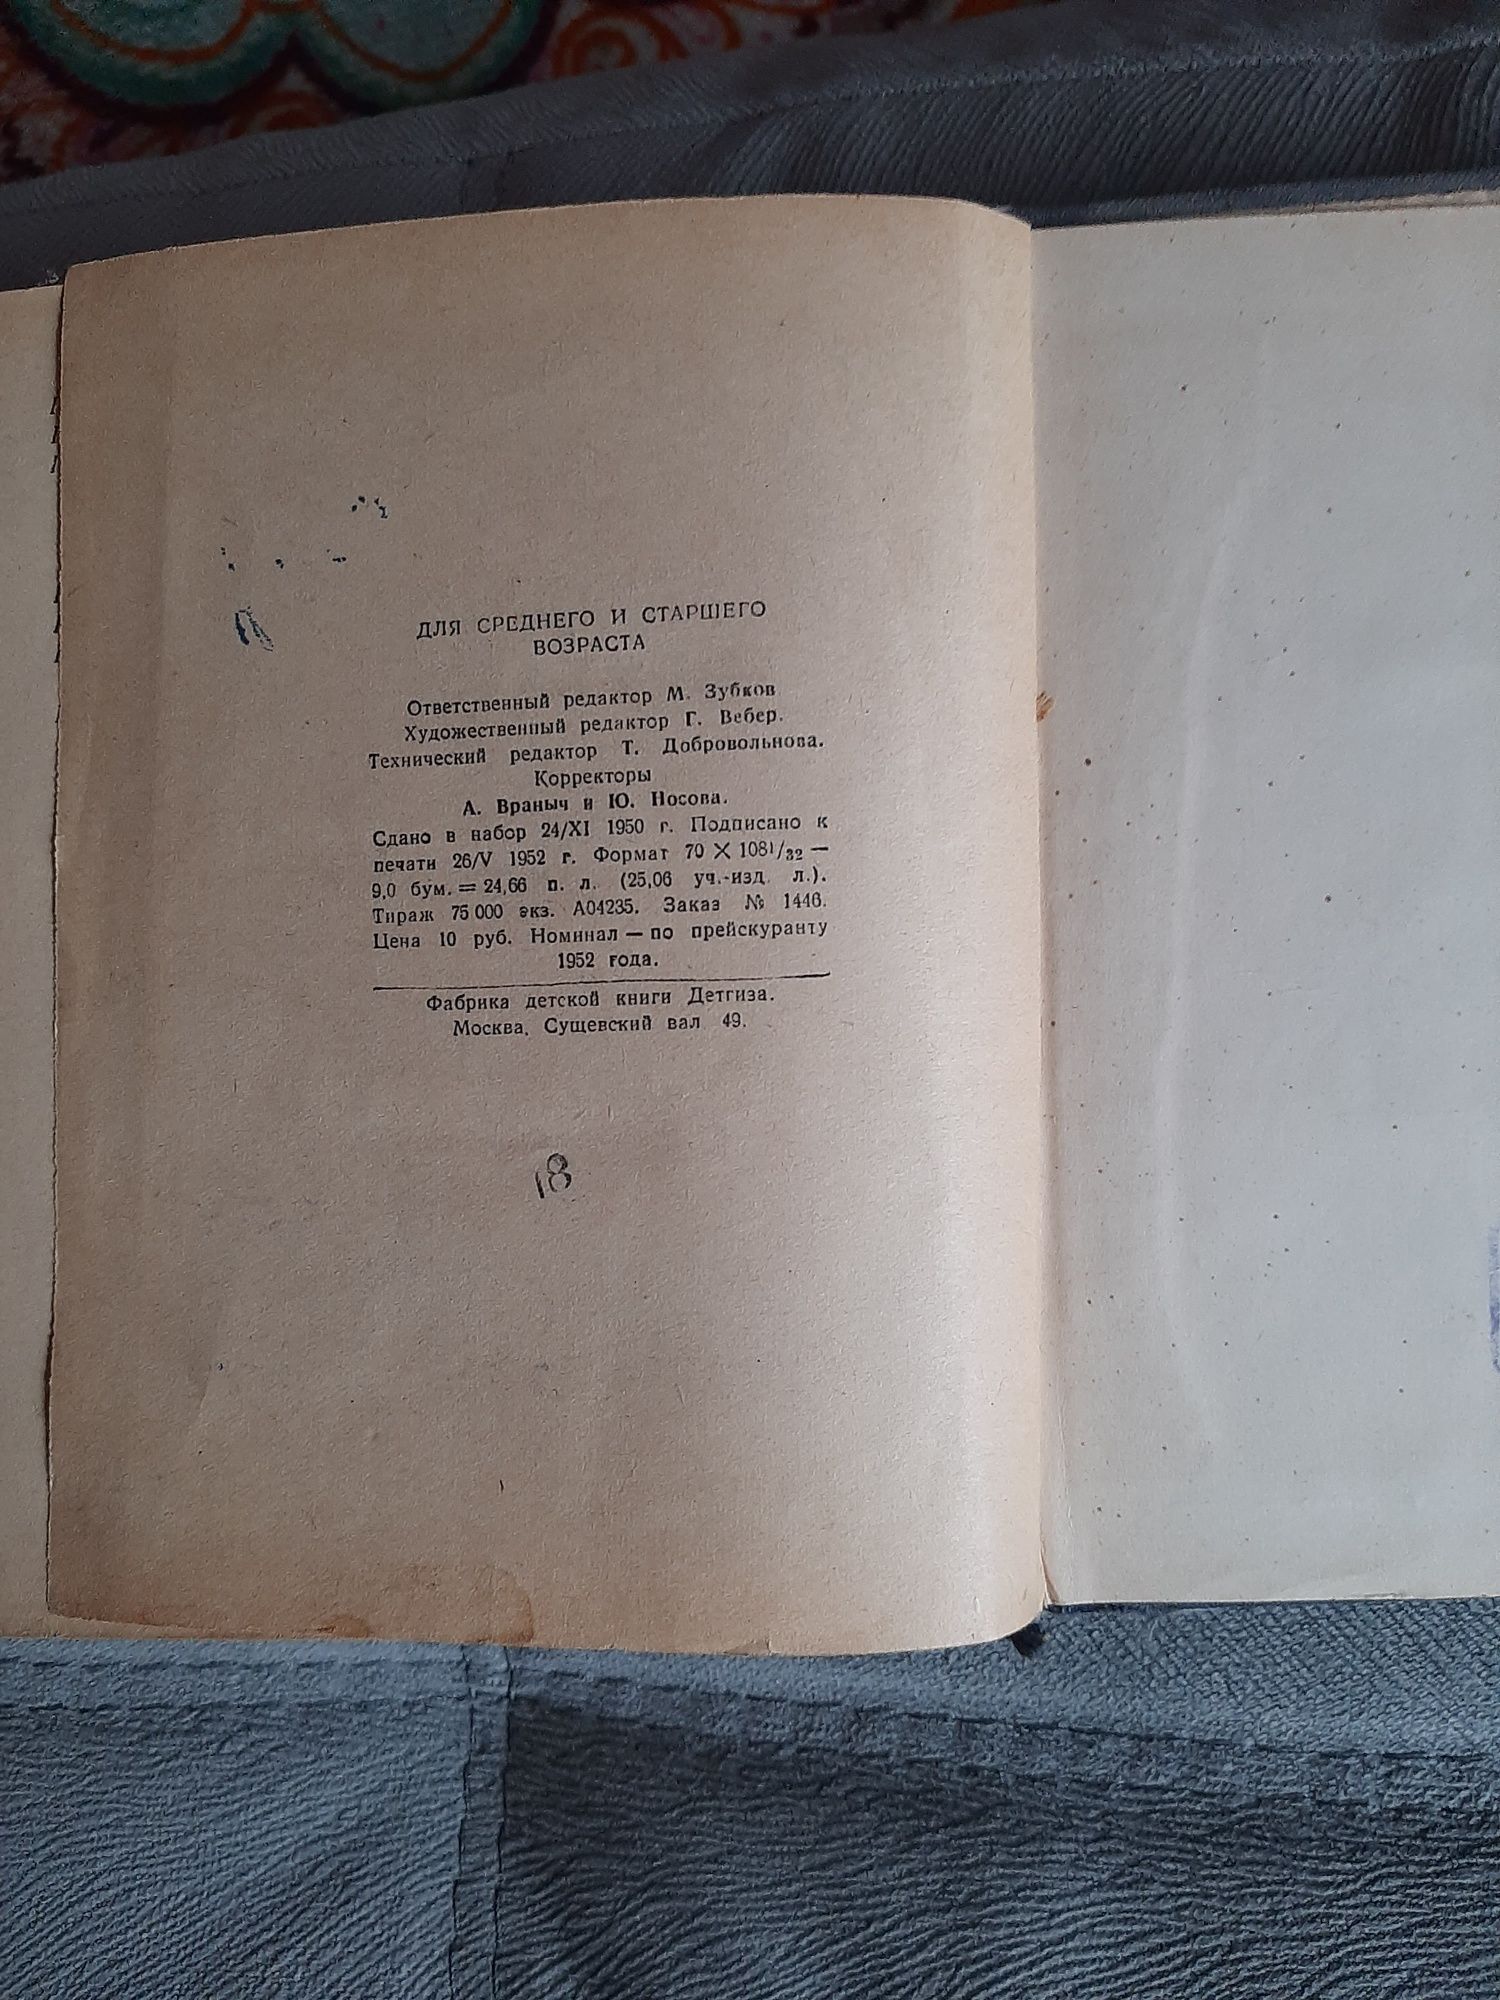 ДЛЯ СРЕДНЕГО И СТАРШЕГО
ВОЗРАСТА
Ответственный редактор М. Зубков
Художественный редактор Г. Вебер.
Технический редактор Т. Добровольнова.
Корректоры
А. Враныч и Ю. Носова.
Сдано в набор 24/XI 1950 г. Подписано к
печати 26/V 1952 г. Формат 70 × 108¹/₃₂ —
9,0 бум. = 24,66 п. л. (25,06 уч.-изд. л.).
Тираж 75 000 экз. А04235. Заказ № 1446.
Цена 10 руб. Номинал — по прейскуранту
1952 года.
Фабрика детской книги Детгиза.
Москва, Сущевский вал 49.
18